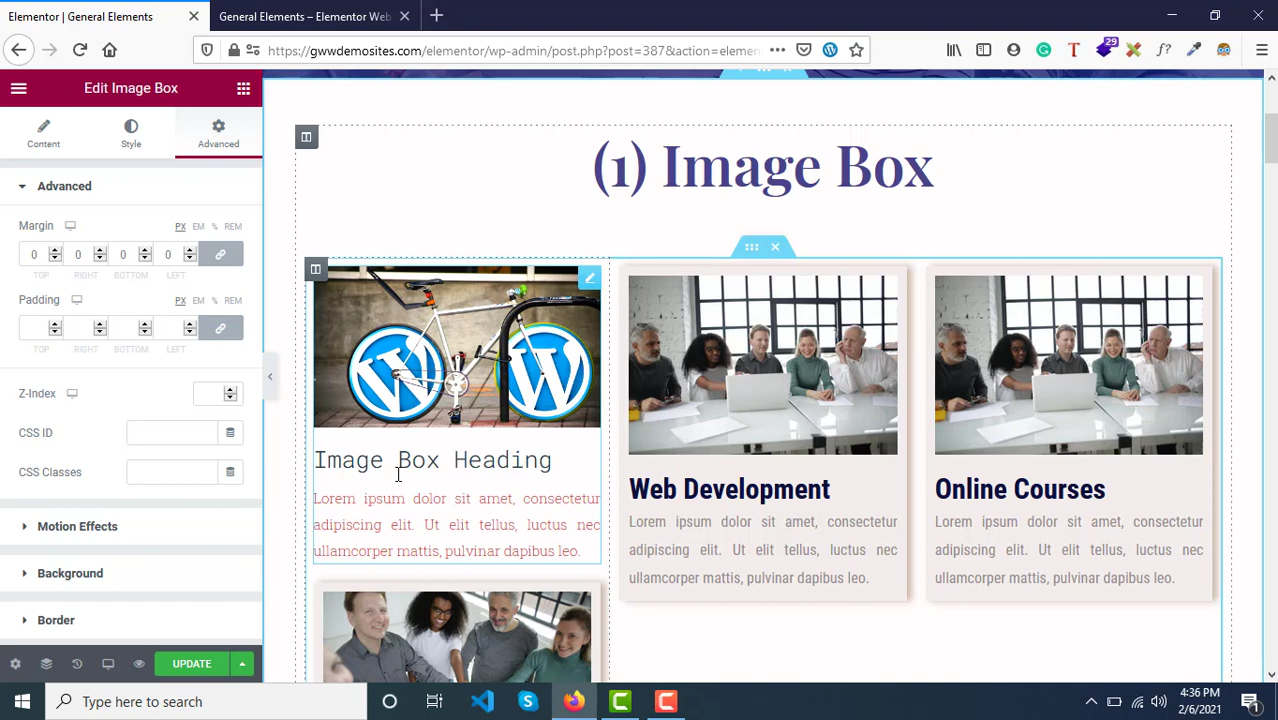 Elementor | General Elements
General Elements – Elementor Web
https://gwwdemosites.com/elementor/wp-admin/post.php?post=387&action=elemen
29
Edit Image Box
Content
Style
Advanced
Advanced
Margin
PX EM % REM
0 0 0 0
TOP RIGHT BOTTOM LEFT
Padding
PX EM % REM
TOP RIGHT BOTTOM LEFT
Z-Index
CSS ID
CSS Classes
Motion Effects
Background
Border
UPDATE
(1) Image Box
Image Box Heading
Lorem ipsum dolor sit amet, consectetur
adipiscing elit. Ut elit tellus, luctus nec
ullamcorper mattis, pulvinar dapibus leo.
Web Development
Lorem ipsum dolor sit amet, consectetur
adipiscing elit. Ut elit tellus, luctus nec
ullamcorper mattis, pulvinar dapibus leo.
Online Courses
Lorem ipsum dolor sit amet, consectetur
adipiscing elit. Ut elit tellus, luctus nec
ullamcorper mattis, pulvinar dapibus leo.
Type here to search
4:36 PM
2/6/2021
1